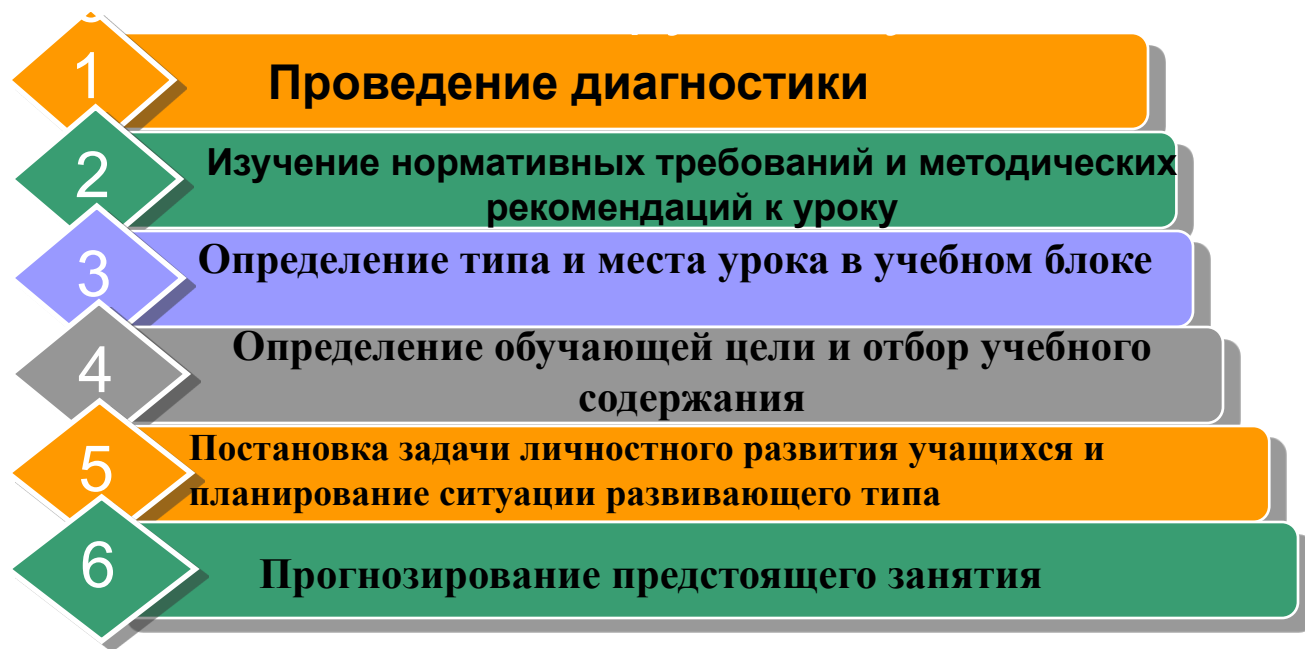 1
Проведение диагностики
2
Изучение нормативных требований и методических
рекомендаций к уроку
3
Определение типа и места урока в учебном блоке
4
Определение обучающей цели и отбор учебного
содержания
5
Постановка задачи личностного развития учащихся и
планирование ситуации развивающего типа
6
Прогнозирование предстоящего занятия